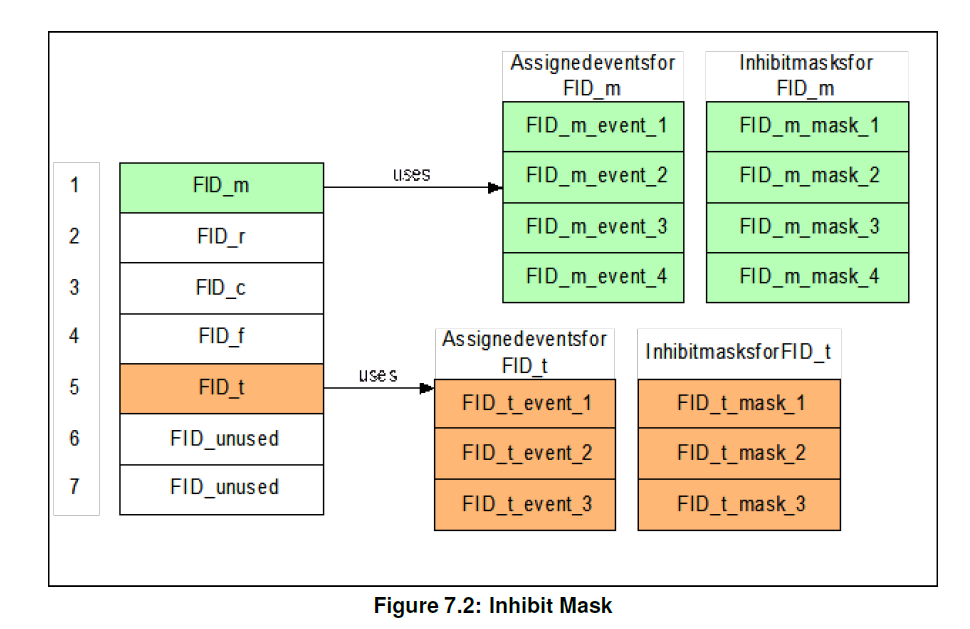 Assignedeventsfor
FID_m
Inhibitmasksfor
FID_m
FID_m_event_1
FID_m_mask_1
FID_m_event_2
FID_m_mask_2
FID_m_event_3
FID_m_mask_3
FID_m_event_4
FID_m_mask_4
1
FID_m
uses
2
FID_r
3
FID_c
4
FID_f
5
FID_t
uses
6
FID_unused
7
FID_unused
Assignedeventsfor
FID_t
InhibitmasksforFID_t
FID_t_event_1
FID_t_mask_1
FID_t_event_2
FID_t_mask_2
FID_t_event_3
FID_t_mask_3
Figure 7.2: Inhibit Mask